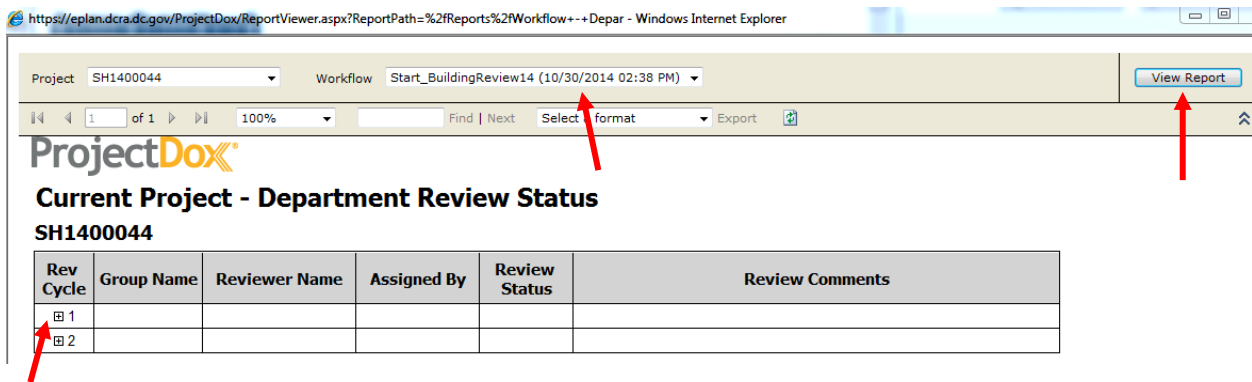 https://eplan.dcra.dc.gov/ProjectDox/ReportViewer.aspx?ReportPath=%2fReports%2fWorkflow+-+Depar - Windows Internet Explorer
Project SH1400044 Workflow Start_BuildingReview14 (10/30/2014 02:38 PM) View Report
1 of 1 100% Find | Next Select a format Export
ProjectDox®
Current Project - Department Review Status
SH1400044
Rev Cycle Group Name Reviewer Name Assigned By Review Status Review Comments
1
2